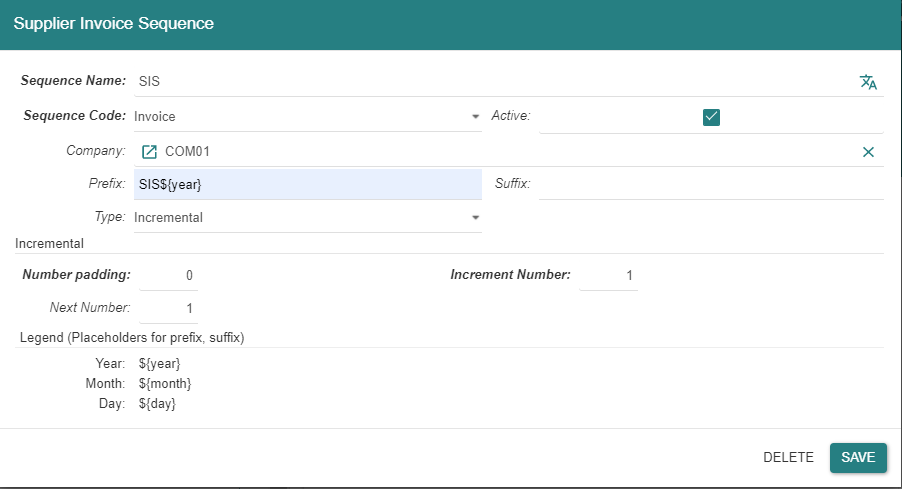 Supplier Invoice Sequence
Sequence Name: SIS
Sequence Code: Invoice Active:
Company: COM01
Prefix: SIS${year} Suffix:
Type: Incremental
Incremental
Number padding: 0 Increment Number: 1
Next Number: 1
Legend (Placeholders for prefix, suffix)
Year: ${year}
Month: ${month}
Day: ${day}
DELETE SAVE